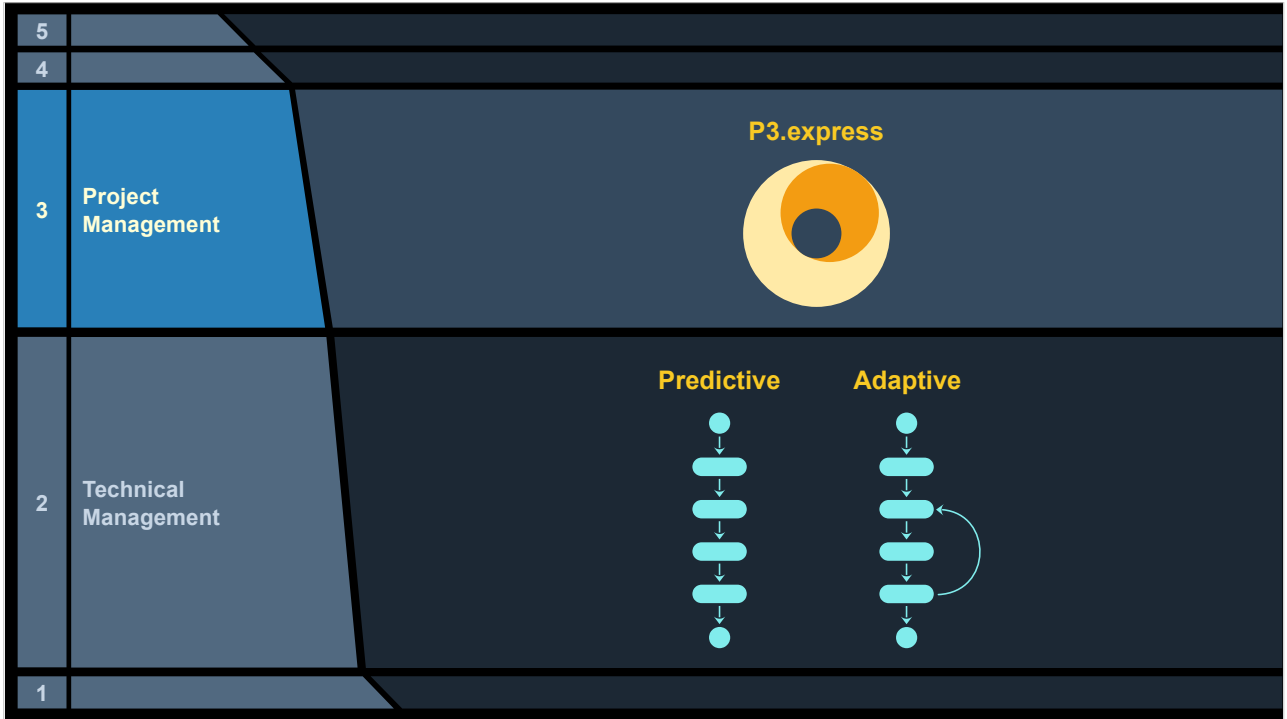 5
4
P3.express
3
Project
Management
Predictive
Adaptive
2
Technical
Management
1